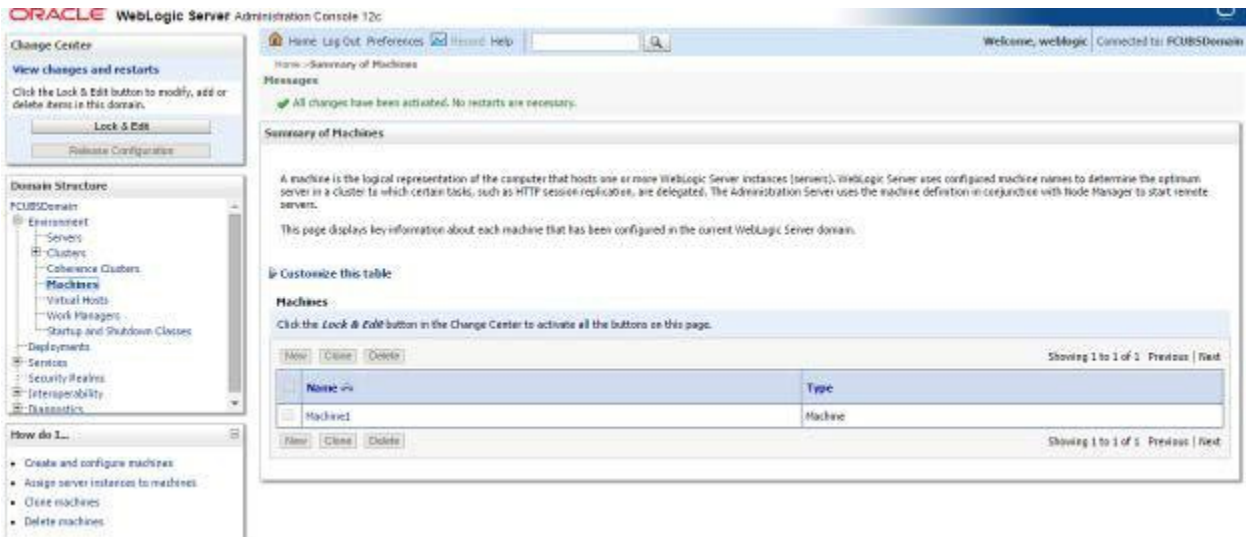 ORACLE WebLogic Server Administration Console 12c
Change Center
View changes and restarts
Click the Lock & Edit button to modify, add or
delete items in this domain.
Lock & Edit
Release Configuration
Domain Structure
FCUBSDomain
Environment
Servers
Clusters
Coherence Clusters
Machines
Virtual Hosts
Work Managers
Startup and Shutdown Classes
Deployments
Services
Security Realms
Interoperability
Diagnostics
How do I...
Create and configure machines
Assign server instances to machines
Clone machines
Delete machines
Home Log Out Preferences Record Help
Welcome, weblogic Connected to: FCUBSDomain
Home >Summary of Machines
Messages
All changes have been activated. No restarts are necessary.
Summary of Machines
A machine is the logical representation of the computer that hosts one or more WebLogic Server instances (servers). WebLogic Server uses configured machine names to determine the optimum
server in a cluster to which certain tasks, such as HTTP session replication, are delegated. The Administration Server uses the machine definition in conjunction with Node Manager to start remote
servers.
This page displays key information about each machine that has been configured in the current WebLogic Server domain.
Customize this table
Machines
Click the Lock & Edit button in the Change Center to activate all the buttons on this page.
New Clone Delete
Showing 1 to 1 of 1 Previous | Next
Name Type
Machine1 Machine
New Clone Delete
Showing 1 to 1 of 1 Previous | Next